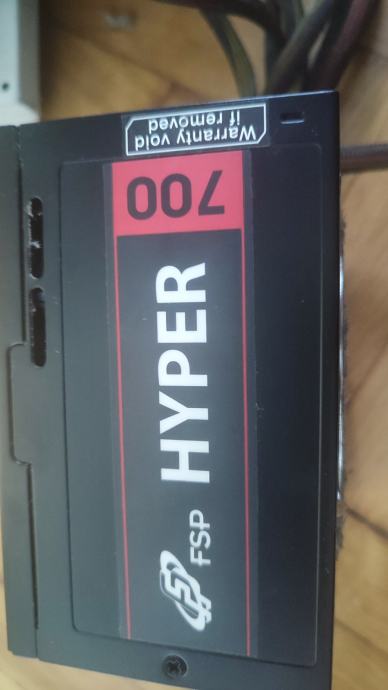 FSP HYPER
700
Warranty void
if removed